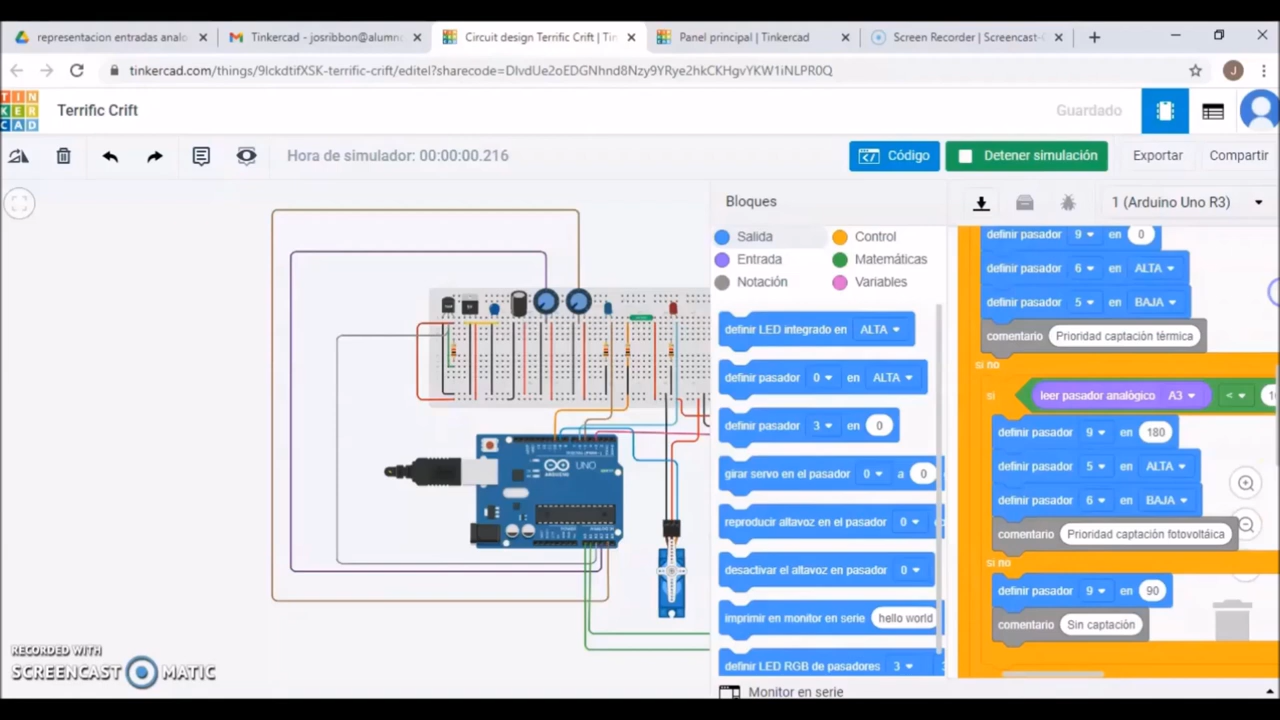 representacion entradas analo
Tinkercad - josribbon@alumn
Circuit design Terrific Crift | Tin
Panel principal | Tinkercad
Screen Recorder | Screencast-
tinkercad.com/things/9lckdtifXSK-terrific-crift/editel?sharecode=DIvdUe2oEDGNhnd8Nzy9YRye2hkCKHgvYKW1iNLPR0Q
J
TIN
KER
CAD
Terrific Crift
Guardado
Hora de simulador: 00:00:00.216
Código
Detener simulación
Exportar
Compartir
Bloques
1 (Arduino Uno R3)
Salida
Control
Entrada
Matemáticas
Notación
Variables
definir LED integrado en ALTA
definir pasador 0 en ALTA
definir pasador 3 en 0
girar servo en el pasador 0 a 0
reproducir altavoz en el pasador 0
desactivar el altavoz en pasador 0
imprimir en monitor en serie hello world
definir LED RGB de pasadores 3
definir pasador 9 en 0
definir pasador 6 en ALTA
definir pasador 5 en BAJA
comentario Prioridad captación térmica
si no
si leer pasador analógico A3 <
definir pasador 9 en 180
definir pasador 5 en ALTA
definir pasador 6 en BAJA
comentario Prioridad captación fotovoltáica
si no
definir pasador 9 en 90
comentario Sin captación
UNO
ARDUINO
RECORDED WITH
SCREENCAST MATIC
Monitor en serie